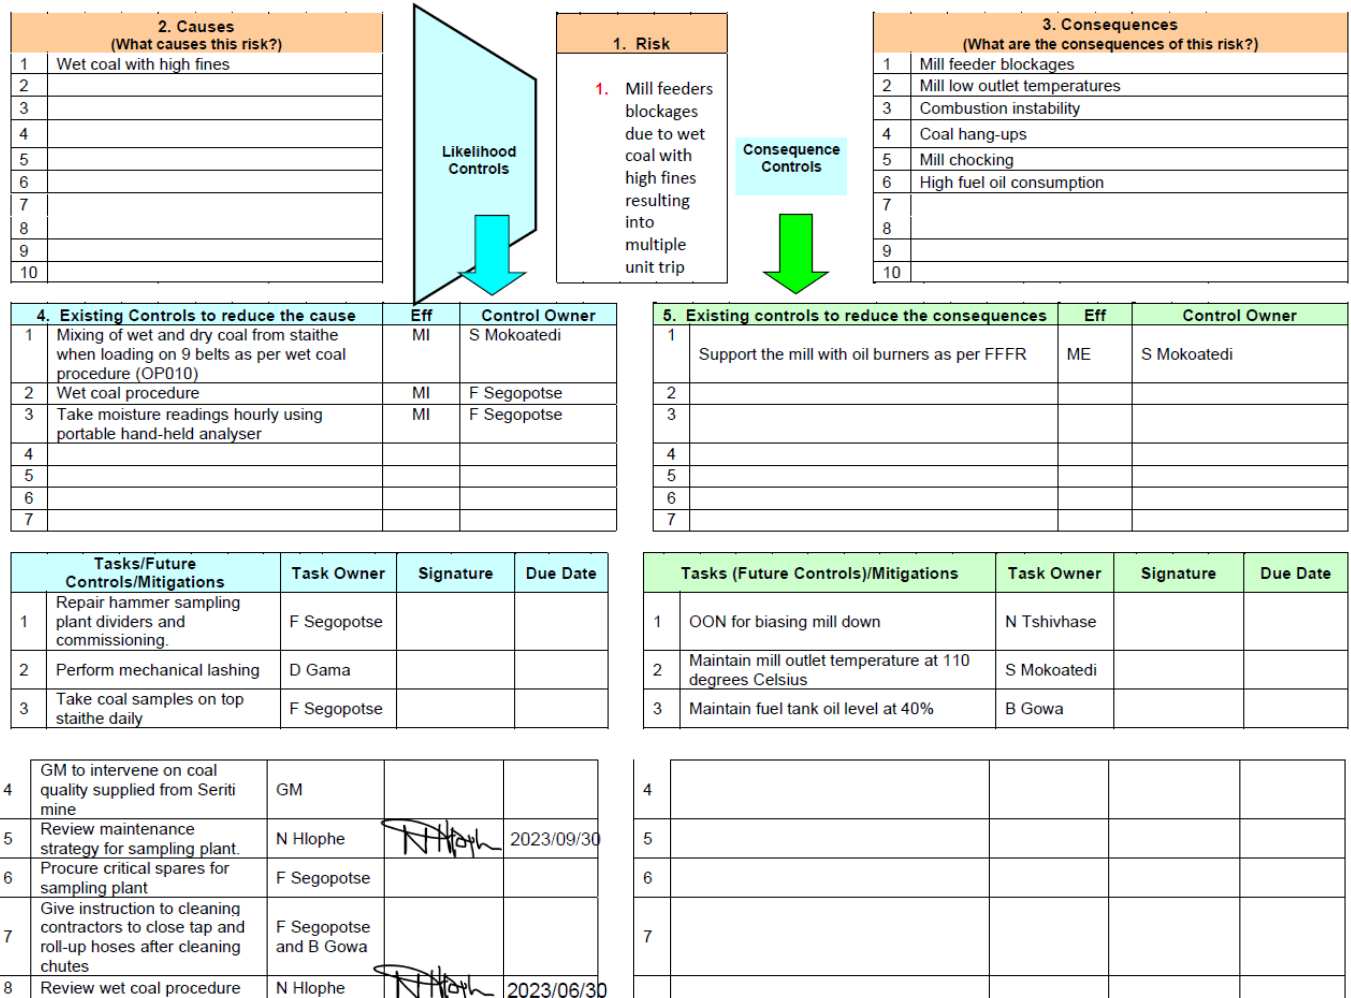 2. Causes
(What causes this risk?)
1 Wet coal with high fines
2
3
4
5
6
7
8
9
10
Likelihood
Controls
1. Risk
1. Mill feeders
blockages
due to wet
coal with
high fines
resulting
into
multiple
unit trip
Consequence
Controls
3. Consequences
(What are the consequences of this risk?)
1 Mill feeder blockages
2 Mill low outlet temperatures
3 Combustion instability
4 Coal hang-ups
5 Mill chocking
6 High fuel oil consumption
7
8
9
10
4. Existing Controls to reduce the cause Eff Control Owner
1 Mixing of wet and dry coal from staithe MI S Mokoatedi
when loading on 9 belts as per wet coal
procedure (OP010)
2 Wet coal procedure MI F Segopotse
3 Take moisture readings hourly using MI F Segopotse
portable hand-held analyser
4
5
6
7
5. Existing controls to reduce the consequences Eff Control Owner
1
Support the mill with oil burners as per FFFR ME S Mokoatedi
2
3
4
5
6
7
Tasks/Future
Controls/Mitigations Task Owner Signature Due Date
Repair hammer sampling
1 plant dividers and F Segopotse
commissioning.
2 Perform mechanical lashing D Gama
3 Take coal samples on top F Segopotse
staithe daily
Tasks (Future Controls)/Mitigations Task Owner Signature Due Date
1 OON for biasing mill down N Tshivhase
2 Maintain mill outlet temperature at 110 S Mokoatedi
degrees Celsius
3 Maintain fuel tank oil level at 40% B Gowa
GM to intervene on coal
4 quality supplied from Seriti GM
mine
5 Review maintenance N Hlophe NHloph 2023/09/30
strategy for sampling plant.
6 Procure critical spares for F Segopotse
sampling plant
Give instruction to cleaning
7 contractors to close tap and F Segopotse
roll-up hoses after cleaning and B Gowa
chutes
8 Review wet coal procedure N Hlophe NHloph 2023/06/30
4
5
6
7